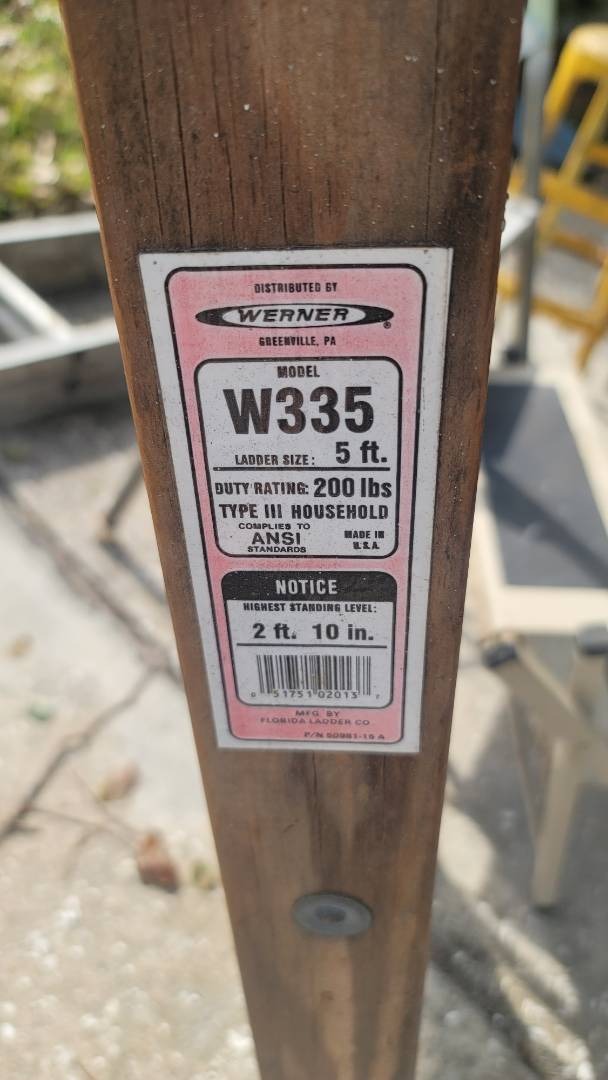 DISTRIBUTED BY
WERNER®
GREENVILLE, PA
MODEL
W335
LADDER SIZE: 5 ft.
DUTY RATING: 200 lbs
TYPE III HOUSEHOLD
COMPLIES TO
ANSI
STANDARDS
MADE IN
U.S.A.
NOTICE
HIGHEST STANDING LEVEL:
2 ft. 10 in.
0 51751 02013 7
MFG. BY
FLORIDA LADDER CO